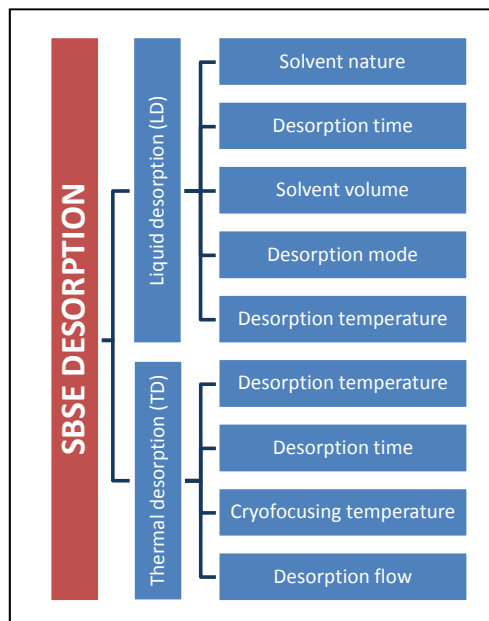 SBSE DESORPTION
Liquid desorption (LD)
Solvent nature
Desorption time
Solvent volume
Desorption mode
Desorption temperature
Thermal desorption (TD)
Desorption temperature
Desorption time
Cryofocusing temperature
Desorption flow